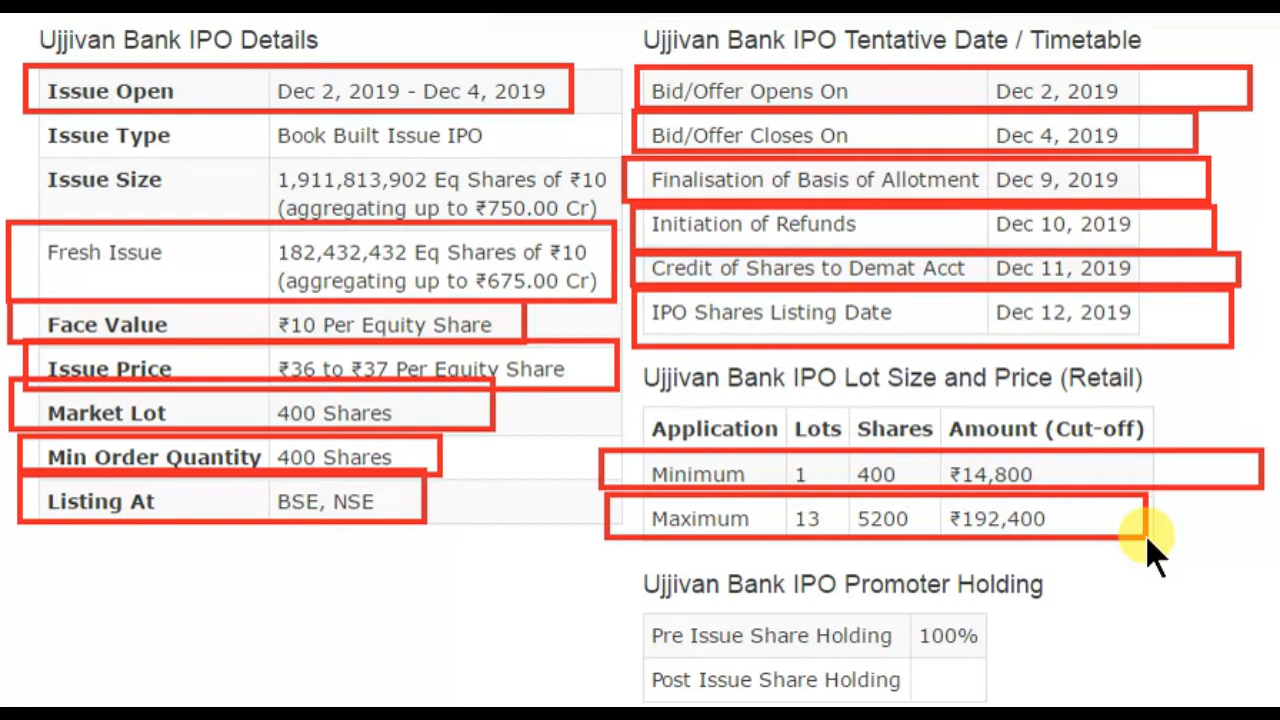 Ujjivan Bank IPO Details
Issue Open Dec 2, 2019 - Dec 4, 2019
Issue Type Book Built Issue IPO
Issue Size 1,911,813,902 Eq Shares of ₹10
(aggregating up to ₹750.00 Cr)
Fresh Issue 182,432,432 Eq Shares of ₹10
(aggregating up to ₹675.00 Cr)
Face Value ₹10 Per Equity Share
Issue Price ₹36 to ₹37 Per Equity Share
Market Lot 400 Shares
Min Order Quantity 400 Shares
Listing At BSE, NSE
Ujjivan Bank IPO Tentative Date / Timetable
Bid/Offer Opens On Dec 2, 2019
Bid/Offer Closes On Dec 4, 2019
Finalisation of Basis of Allotment Dec 9, 2019
Initiation of Refunds Dec 10, 2019
Credit of Shares to Demat Acct Dec 11, 2019
IPO Shares Listing Date Dec 12, 2019
Ujjivan Bank IPO Lot Size and Price (Retail)
Application Lots Shares Amount (Cut-off)
Minimum 1 400 ₹14,800
Maximum 13 5200 ₹192,400
Ujjivan Bank IPO Promoter Holding
Pre Issue Share Holding 100%
Post Issue Share Holding